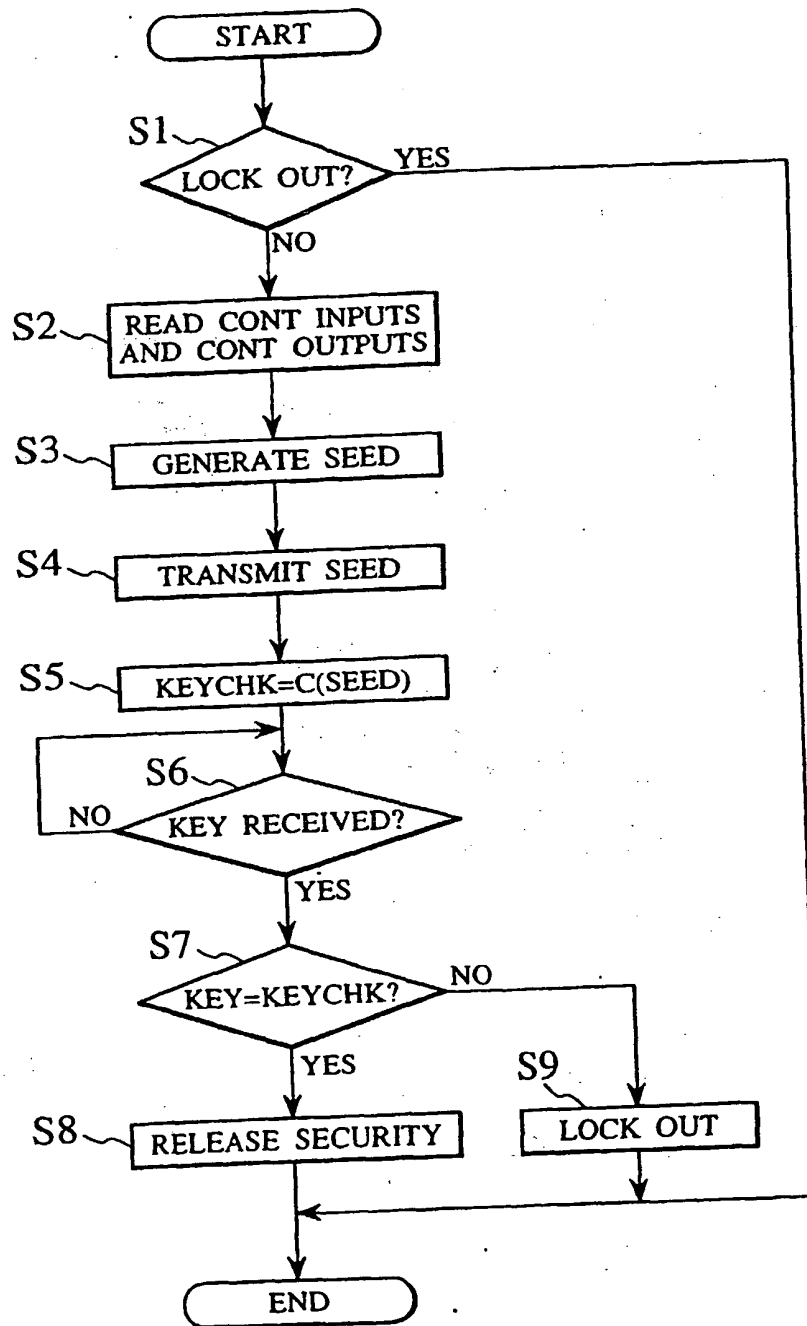 START
S1
LOCK OUT?
YES
NO
S2
READ CONT INPUTS
AND CONT OUTPUTS
S3
GENERATE SEED
S4
TRANSMIT SEED
S5
KEYCHK=C(SEED)
S6
NO
KEY RECEIVED?
YES
S7
KEY=KEYCHK?
NO
YES
S8
RELEASE SECURITY
S9
LOCK OUT
END